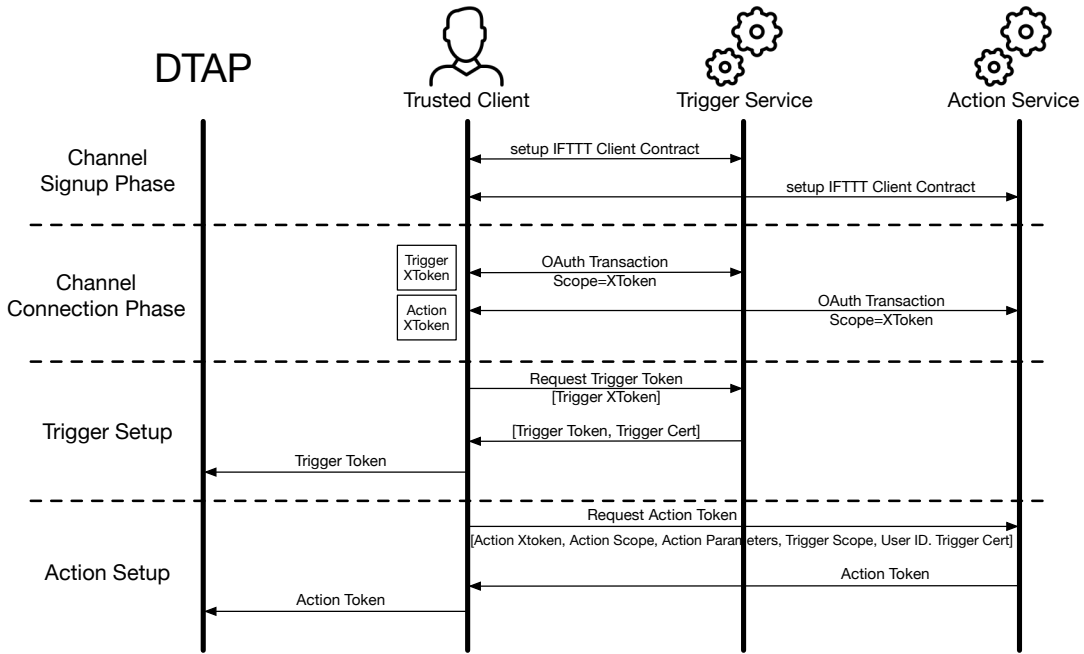 DTAP
Trusted Client
Trigger Service
Action Service
Channel
Signup Phase
setup IFTTT Client Contract
setup IFTTT Client Contract
Channel
Connection Phase
Trigger
XToken
OAuth Transaction
Scope=XToken
Action
XToken
OAuth Transaction
Scope=XToken
Trigger Setup
Request Trigger Token
[Trigger XToken]
[Trigger Token, Trigger Cert]
Trigger Token
Action Setup
Request Action Token
[Action Xtoken, Action Scope, Action Parameters, Trigger Scope, User ID. Trigger Cert]
Action Token
Action Token